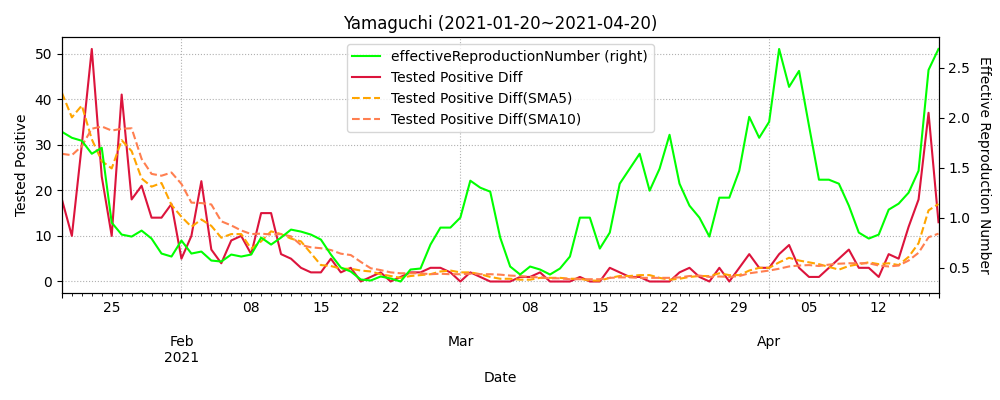 Yamaguchi (2021-01-20~2021-04-20)
effectiveReproductionNumber (right)
Tested Positive Diff
Tested Positive Diff(SMA5)
Tested Positive Diff(SMA10)
Tested Positive
50
40
30
20
10
0
2.5
2.0
1.5
1.0
0.5
Effective Reproduction Number
25 08 15 22 08 15 22 29 05 12
Feb Mar Apr
2021
Date